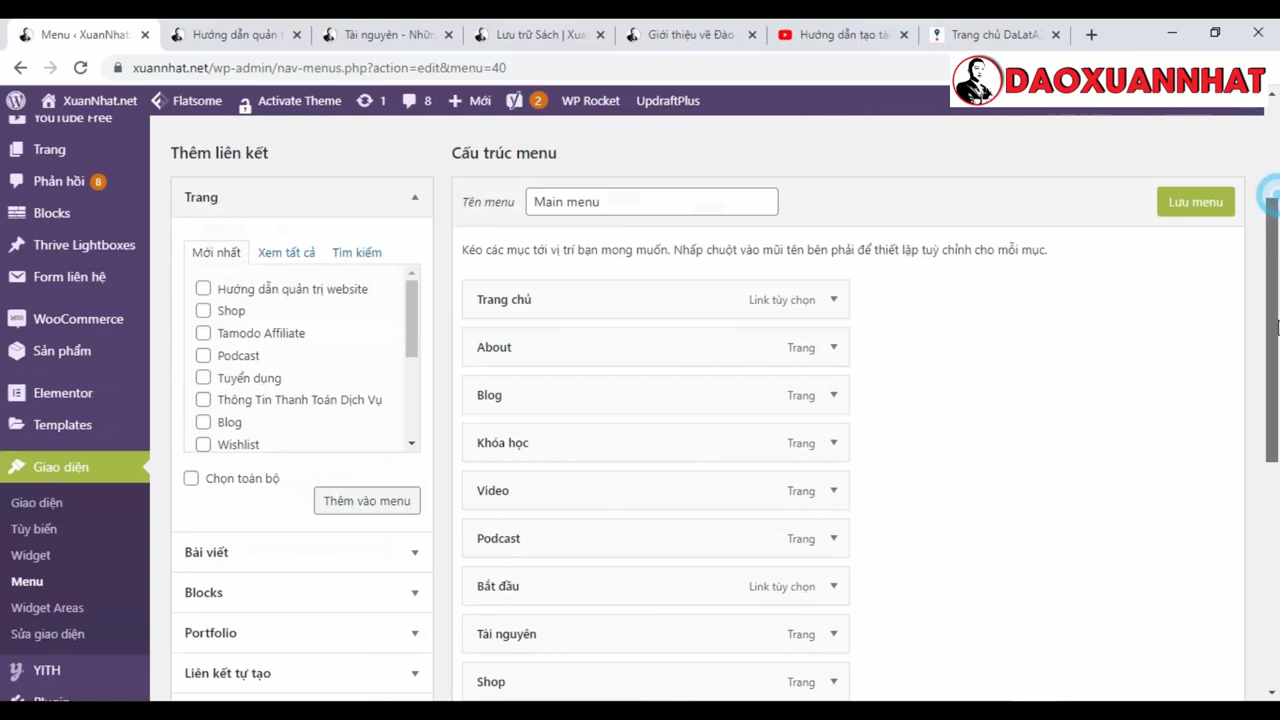 Menu ‹ XuanNhat.
Hướng dẫn quản t
Tài nguyên - Nhữn
Lưu trữ Sách | Xua
Giới thiệu về Đào
Hướng dẫn tạo tài
Trang chủ DaLatAZ
xuannhat.net/wp-admin/nav-menus.php?action=edit&menu=40
DAOXUANNHAT
XuanNhat.net
Flatsome
Activate Theme
1
8
Mới
2
WP Rocket
UpdraftPlus
YouTube Free
Trang
Phản hồi 8
Blocks
Thrive Lightboxes
Form liên hệ
WooCommerce
Sản phẩm
Elementor
Templates
Giao diện
Giao diện
Tùy biến
Widget
Menu
Widget Areas
Sửa giao diện
YITH
Plugin
Thêm liên kết
Trang
Mới nhất
Xem tất cả
Tìm kiếm
Hướng dẫn quản trị website
Shop
Tamodo Affiliate
Podcast
Tuyển dụng
Thông Tin Thanh Toán Dịch Vụ
Blog
Wishlist
Chọn toàn bộ
Thêm vào menu
Bài viết
Blocks
Portfolio
Liên kết tự tạo
Cấu trúc menu
Tên menu
Main menu
Lưu menu
Kéo các mục tới vị trí bạn mong muốn. Nhấp chuột vào mũi tên bên phải để thiết lập tuỳ chỉnh cho mỗi mục.
Trang chủ
Link tùy chọn
About
Trang
Blog
Trang
Khóa học
Trang
Video
Trang
Podcast
Trang
Bắt đầu
Link tùy chọn
Tài nguyên
Trang
Shop
Trang